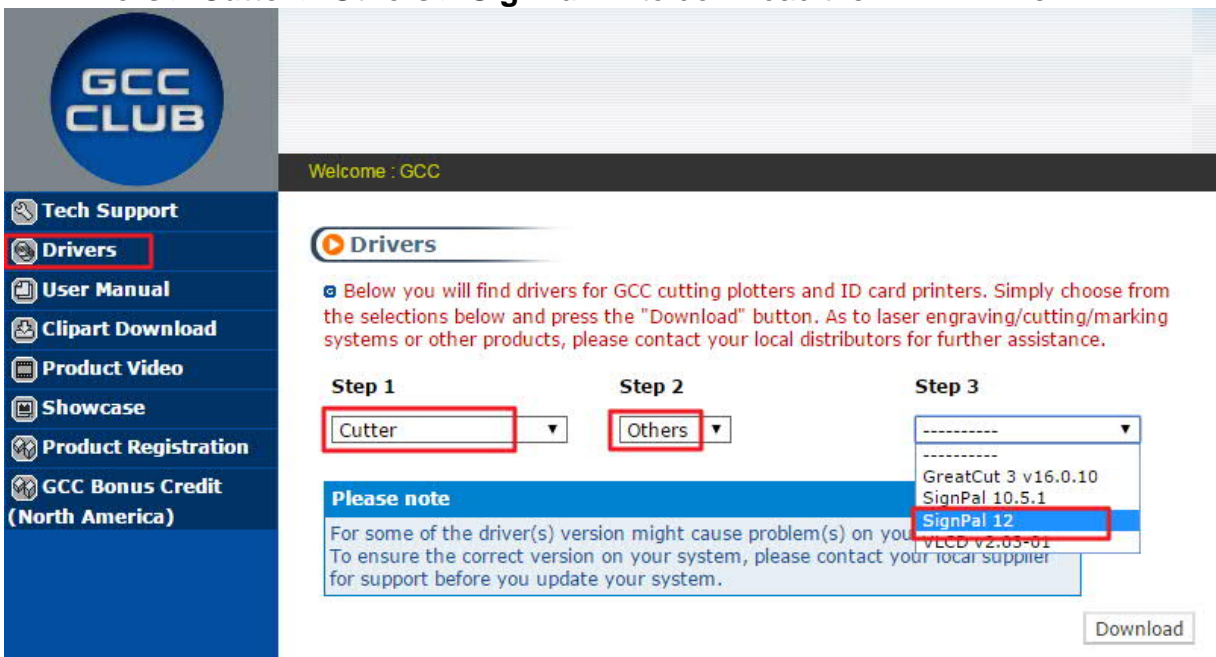 GCC
CLUB
Welcome : GCC
Tech Support
Drivers
User Manual
Clipart Download
Product Video
Showcase
Product Registration
GCC Bonus Credit
(North America)
Drivers
Below you will find drivers for GCC cutting plotters and ID card printers. Simply choose from
the selections below and press the "Download" button. As to laser engraving/cutting/marking
systems or other products, please contact your local distributors for further assistance.
Step 1 Step 2 Step 3
Cutter Others ----------
----------
GreatCut 3 v16.0.10
SignPal 10.5.1
SignPal 12
VLCD v2.03-01
Please note
For some of the driver(s) version might cause problem(s) on you
To ensure the correct version on your system, please contact your local supplier
for support before you update your system.
Download